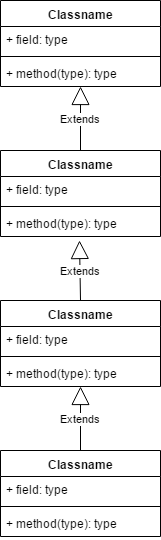 Classname
+ field: type
+ method(type): type
Extends
Classname
+ field: type
+ method(type): type
Extends
Classname
+ field: type
+ method(type): type
Extends
Classname
+ field: type
+ method(type): type